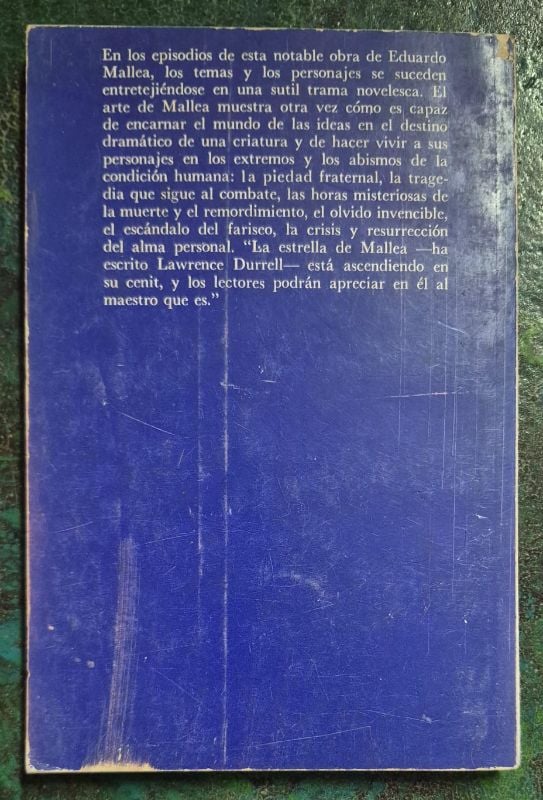 En los episodios de esta notable obra de Eduardo
Mallea, los temas y los personajes se suceden
entretejiéndose en una sutil trama novelesca. El
arte de Mallea muestra otra vez cómo es capaz
de encarnar el mundo de las ideas en el destino
dramático de una criatura y de hacer vivir a sus
personajes en los extremos y los abismos de la
condición humana: la piedad fraternal, la trage-
dia que sigue al combate, las horas misteriosas de
la muerte y el remordimiento, el olvido invencible,
el escándalo del fariseo, la crisis y resurrección
del alma personal. “La estrella de Mallea —ha
escrito Lawrence Durrell— está ascendiendo en
su cenit, y los lectores podrán apreciar en él al
maestro que es.”